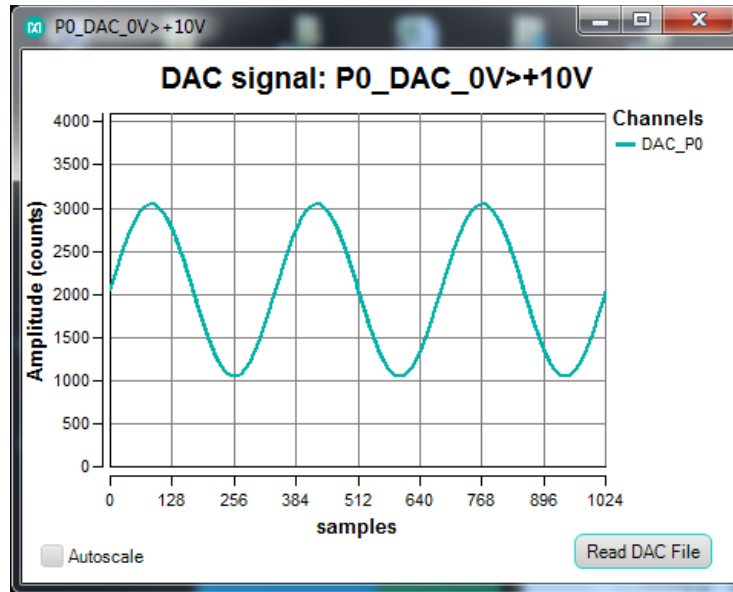 P0_DAC_0V>+10V
DAC signal: P0_DAC_0V>+10V
Channels
DAC_P0
Amplitude (counts)
4000
3500
3000
2500
2000
1500
1000
500
0
0 128 256 384 512 640 768 896 1024
samples
Autoscale
Read DAC File